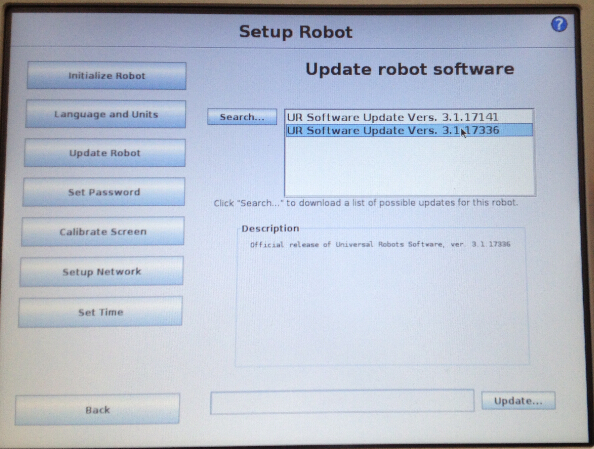 Setup Robot
?
Initialize Robot
Language and Units
Update Robot
Set Password
Calibrate Screen
Setup Network
Set Time
Back
Update robot software
Search...
UR Software Update Vers. 3.1.17141
UR Software Update Vers. 3.1.17336
Click "Search..." to download a list of possible updates for this robot.
Description
Official release of Universal Robots Software, ver. 3.1 17336
Update...